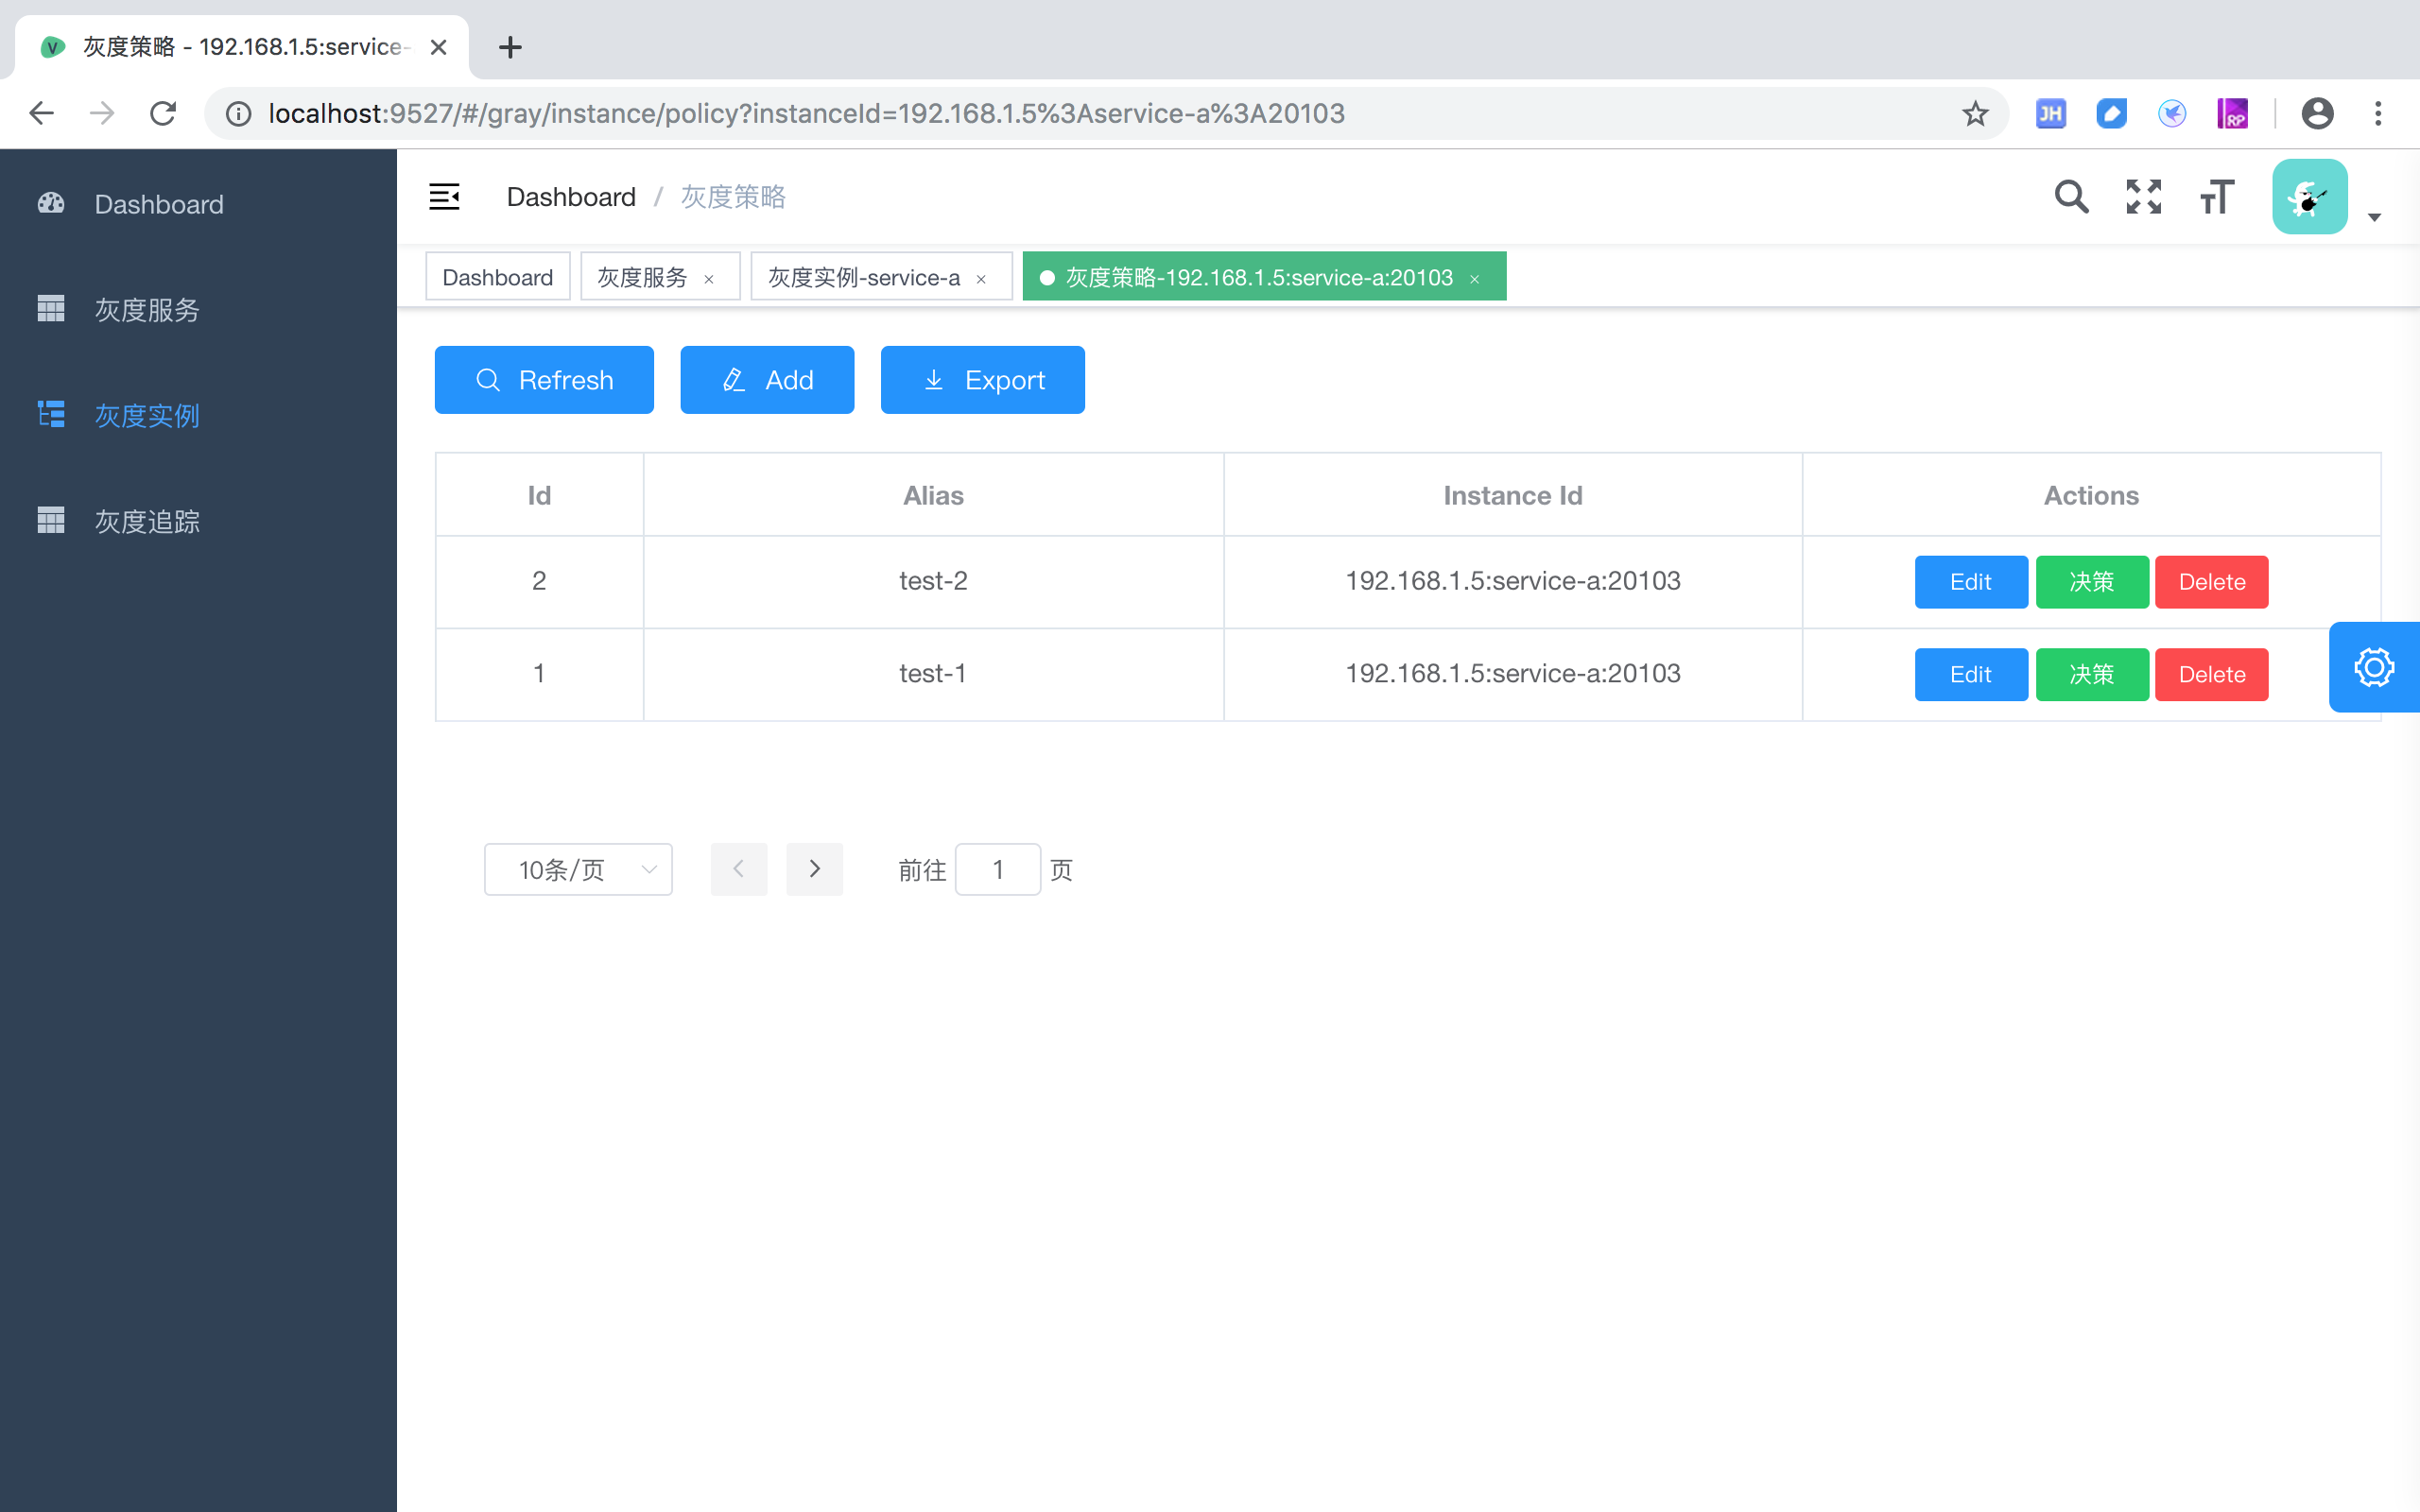 灰度策略 - 192.168.1.5:service-
localhost:9527/#/gray/instance/policy?instanceId=192.168.1.5%3Aservice-a%3A20103
JH
RP
Dashboard
灰度服务
灰度实例
灰度追踪
Dashboard / 灰度策略
Dashboard 灰度服务 × 灰度实例-service-a × 灰度策略-192.168.1.5:service-a:20103 ×
Refresh Add Export
Id Alias Instance Id Actions
2 test-2 192.168.1.5:service-a:20103 Edit 决策 Delete
1 test-1 192.168.1.5:service-a:20103 Edit 决策 Delete
10条/页 前往 1 页